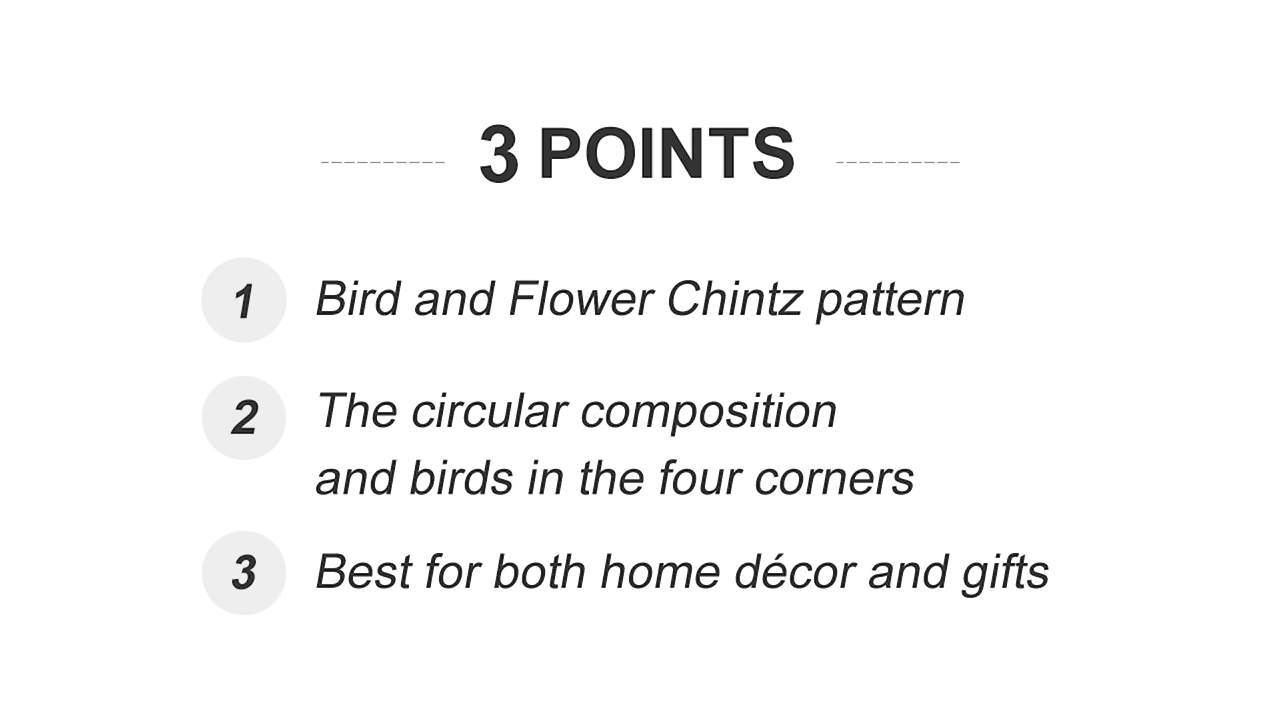 3 POINTS
1 Bird and Flower Chintz pattern
2 The circular composition
and birds in the four corners
3 Best for both home décor and gifts